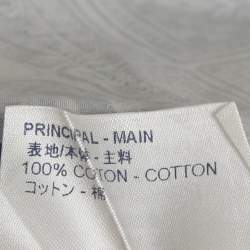 PRINCIPAL - MAIN
表地/本体 - 主料
100% COTON - COTTON
コットン - 棉